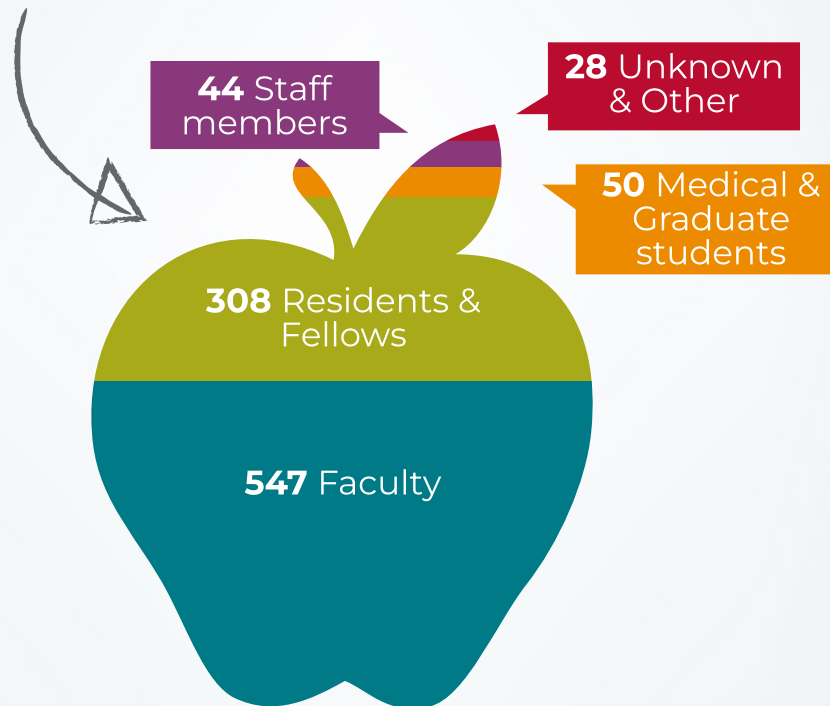 44 Staff
members
28 Unknown
& Other
50 Medical &
Graduate
students
308 Residents &
Fellows
547 Faculty